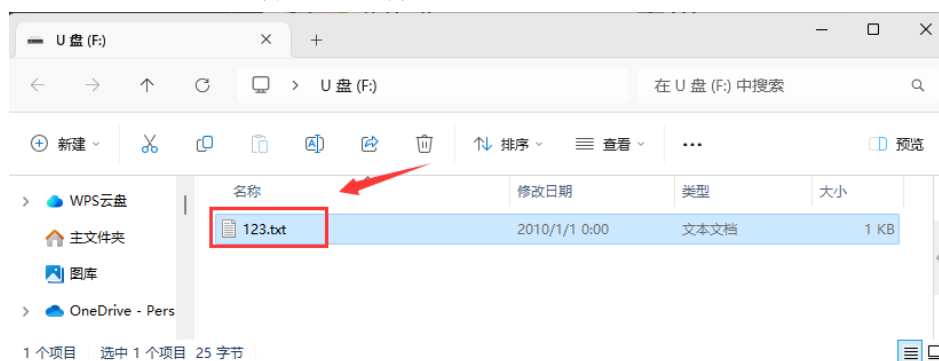 U 盘 (F:)
U 盘 (F:)
在 U 盘 (F:) 中搜索
新建
排序
查看
预览
名称
修改日期
类型
大小
WPS云盘
123.txt
2010/1/1 0:00
文本文档
1 KB
主文件夹
图库
OneDrive - Pers
1 个项目
选中 1 个项目 25 字节